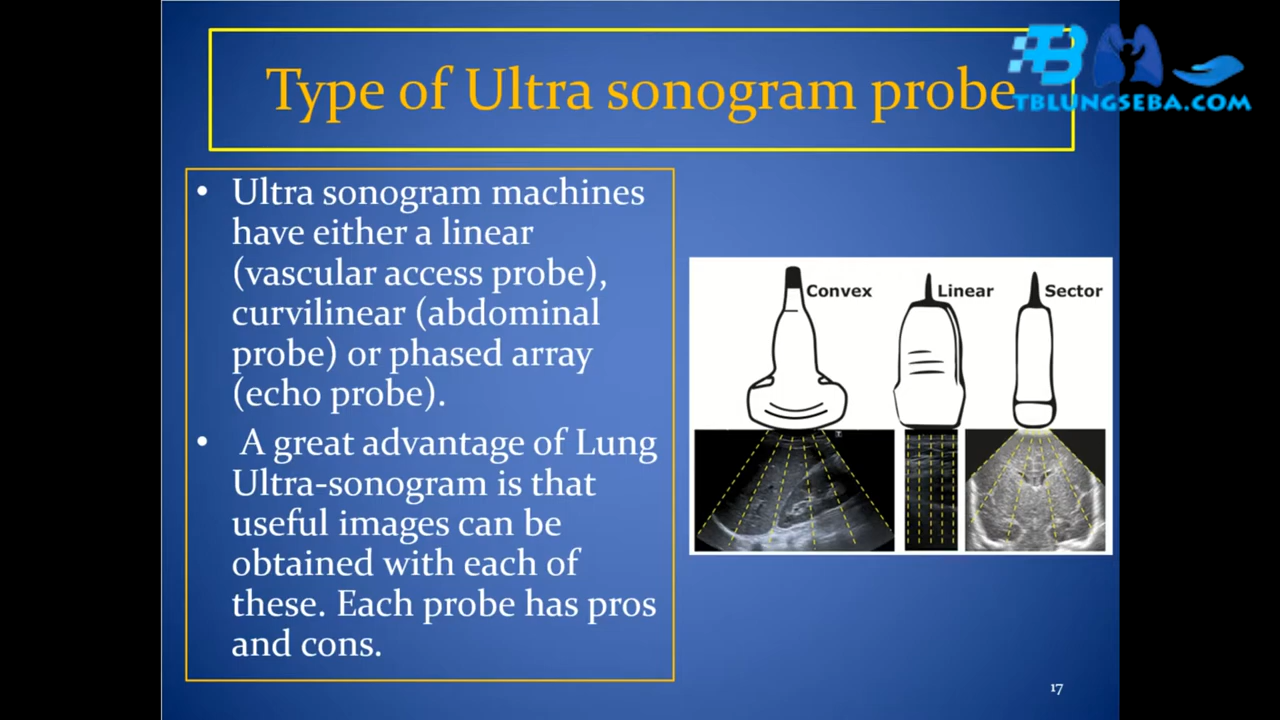 Type of Ultra sonogram probe
TBLUNGSEBA.COM
• Ultra sonogram machines
have either a linear
(vascular access probe),
curvilinear (abdominal
probe) or phased array
(echo probe).
• A great advantage of Lung
Ultra-sonogram is that
useful images can be
obtained with each of
these. Each probe has pros
and cons.
Convex
Linear
Sector
17